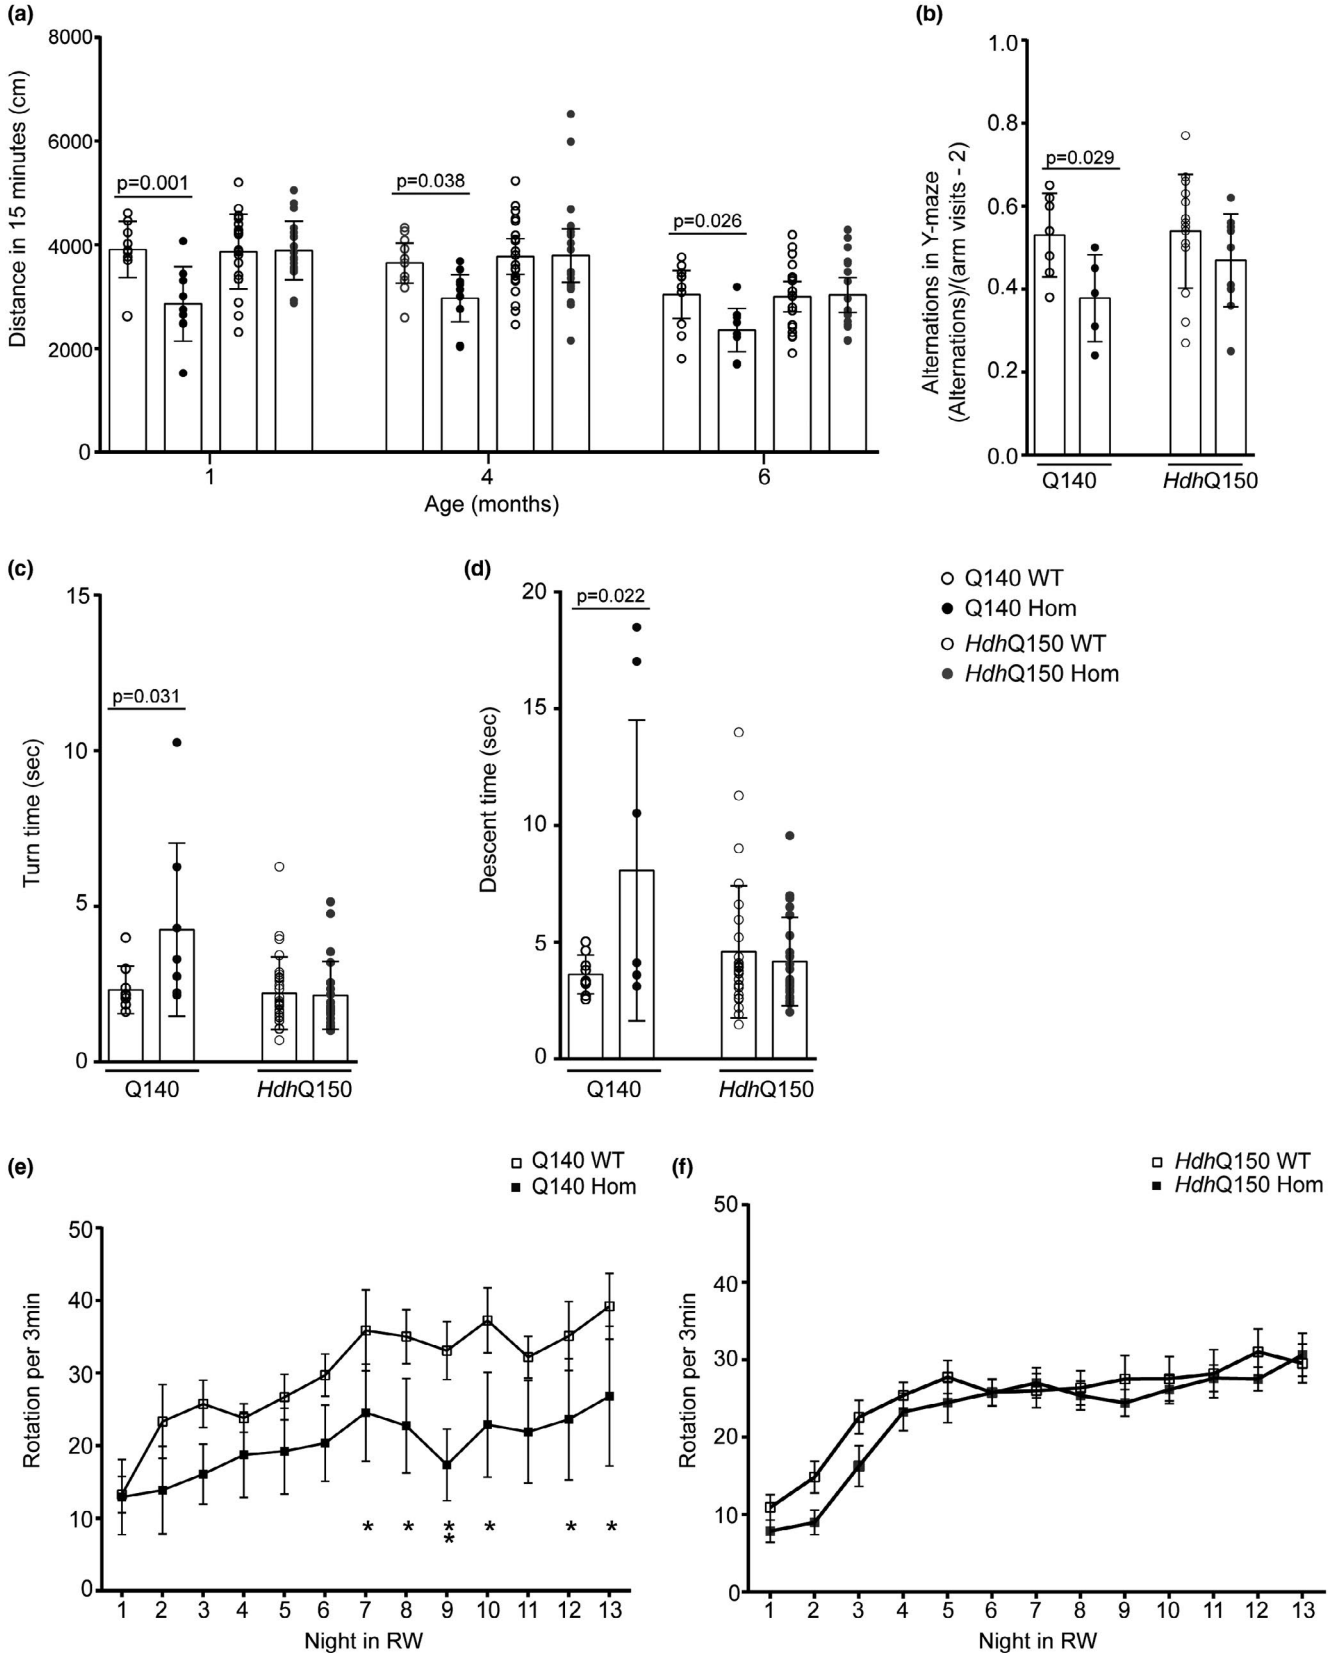 (a)
Distance in 15 minutes (cm)
8000
6000
4000
2000
0
p=0.001
p=0.038
p=0.026
1
4
6
Age (months)
(b)
Alternations in Y-maze
(Alternations)/(arm visits - 2)
1.0
0.8
0.6
0.4
0.2
0.0
p=0.029
Q140
HdhQ150
(c)
Turn time (sec)
15
10
5
0
p=0.031
Q140
HdhQ150
(d)
Descent time (sec)
20
15
10
5
0
p=0.022
Q140
HdhQ150
Q140 WT
Q140 Hom
HdhQ150 WT
HdhQ150 Hom
(e)
Q140 WT
Q140 Hom
Rotation per 3min
50
40
30
20
10
0
* * * * * *
*
1 2 3 4 5 6 7 8 9 10 11 12 13
Night in RW
(f)
HdhQ150 WT
HdhQ150 Hom
Rotation per 3min
50
40
30
20
10
0
1 2 3 4 5 6 7 8 9 10 11 12 13
Night in RW